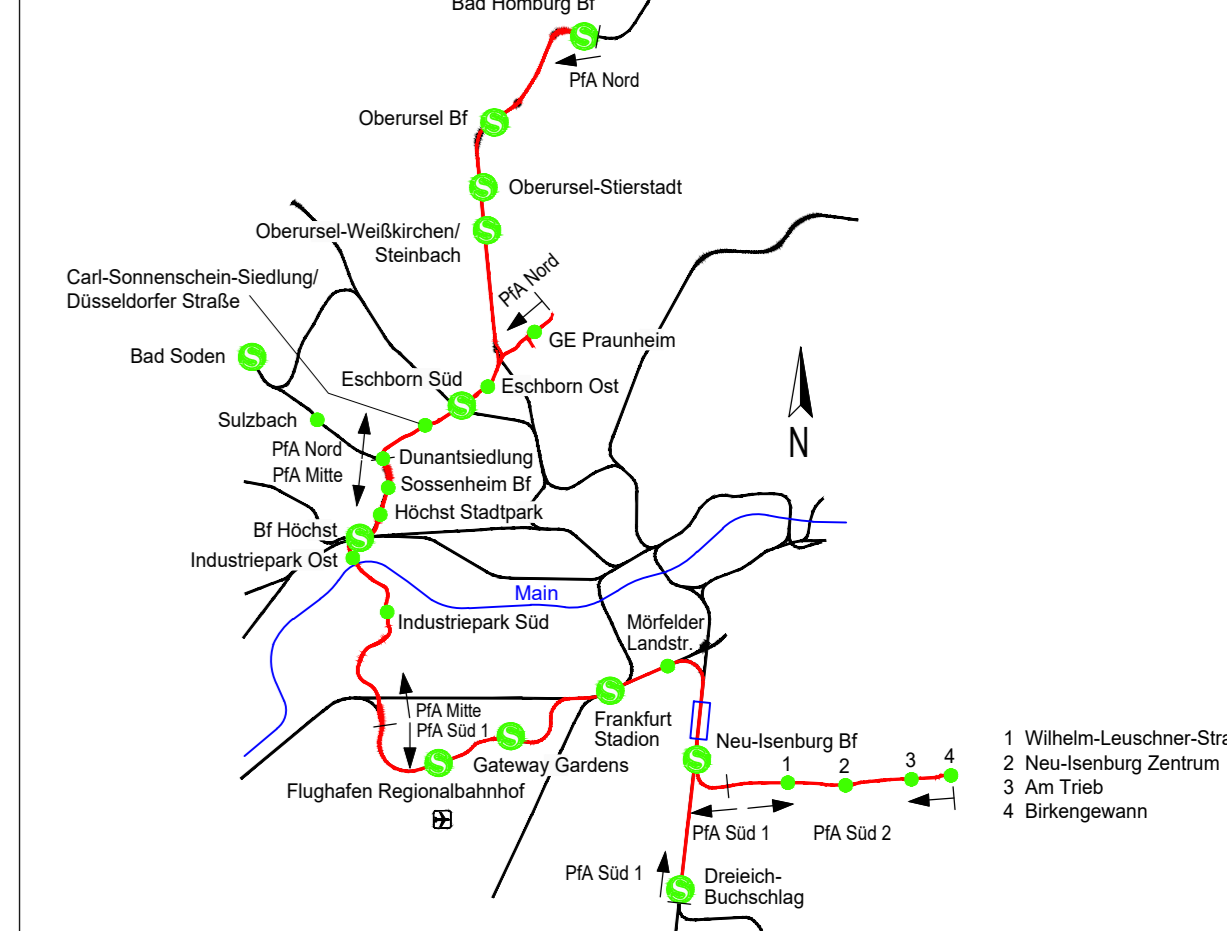 Bad Homburg Bf
PfA Nord
Oberursel Bf
Oberursel-Stierstadt
Oberursel-Weißkirchen/
Steinbach
Carl-Sonnenschein-Siedlung/
Düsseldorfer Straße
PfA Nord
GE Praunheim
Bad Soden
Eschborn Süd
Eschborn Ost
Sulzbach
PfA Nord
PfA Mitte
Dunantsiedlung
Sossenheim Bf
Höchst Stadtpark
N
Bf Höchst
Industriepark Ost
Main
Industriepark Süd
Mörfelder
Landstr.
PfA Mitte
PfA Süd 1
Frankfurt
Stadion
Gateway Gardens
Flughafen Regionalbahnhof
Neu-Isenburg Bf
1 2 3 4
1 Wilhelm-Leuschner-Stra
2 Neu-Isenburg Zentrum
3 Am Trieb
4 Birkengewann
PfA Süd 1
PfA Süd 2
PfA Süd 1
Dreieich-
Buchschlag